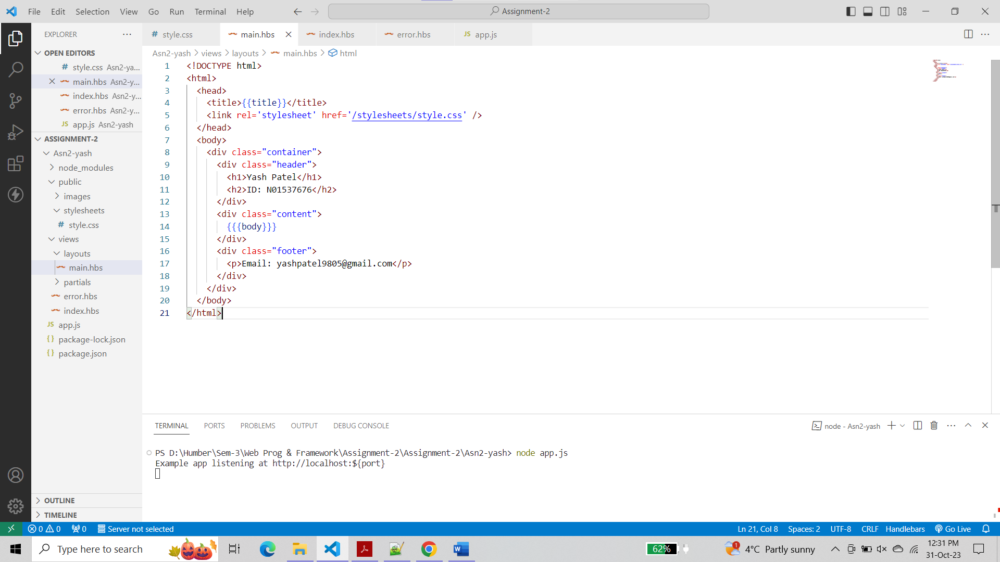 File Edit Selection View Go Run Terminal Help
Assignment-2
EXPLORER
OPEN EDITORS
style.css Asn2-ya...
main.hbs Asn2-y...
index.hbs Asn2-y...
error.hbs Asn2-y...
JS app.js Asn2-yash
ASSIGNMENT-2
Asn2-yash
node_modules
public
images
stylesheets
# style.css
views
layouts
main.hbs
partials
error.hbs
index.hbs
JS app.js
{} package-lock.json
{} package.json
OUTLINE
TIMELINE
# style.css main.hbs index.hbs error.hbs JS app.js
Asn2-yash > views > layouts > main.hbs > html
1 <!DOCTYPE html>
2 <html>
3 <head>
4 <title>{{title}}</title>
5 <link rel='stylesheet' href='/stylesheets/style.css' />
6 </head>
7 <body>
8 <div class="container">
9 <div class="header">
10 <h1>Yash Patel</h1>
11 <h2>ID: N01537676</h2>
12 </div>
13 <div class="content">
14 {{{body}}}
15 </div>
16 <div class="footer">
17 <p>Email: yashpatel9805@gmail.com</p>
18 </div>
19 </div>
20 </body>
21 </html>
TERMINAL PORTS PROBLEMS OUTPUT DEBUG CONSOLE
node - Asn2-yash
PS D:\Humber\Sem-3\Web Prog & Framework\Assignment-2\Assignment-2\Asn2-yash> node app.js
Example app listening at http://localhost:${port}
0 0 0 Server not selected
Ln 21, Col 8 Spaces: 2 UTF-8 CRLF Handlebars Go Live
Type here to search
62%
1
4°C Partly sunny
12:31 PM
31-Oct-23